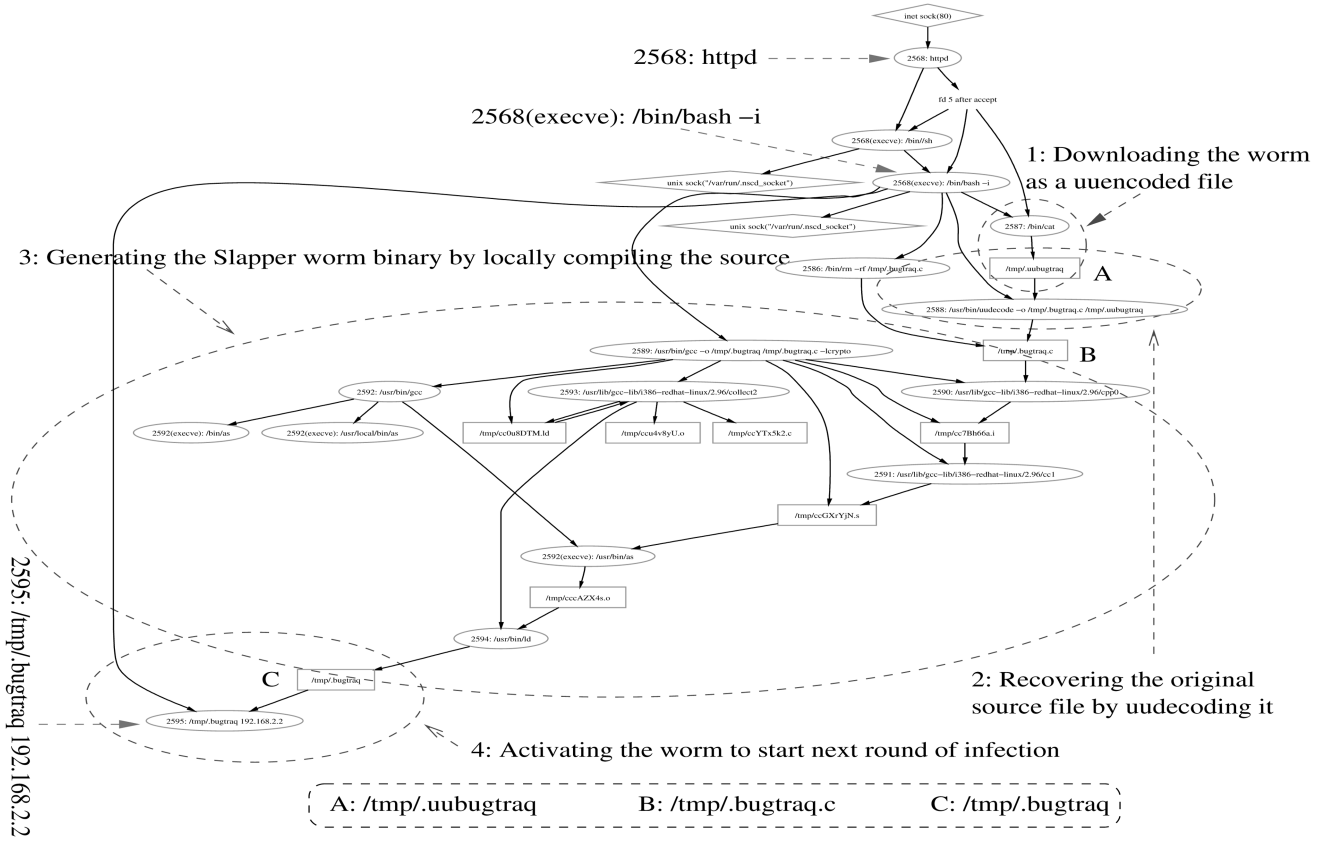 inet sock(80)
2568: httpd
2568: httpd
fd 5 after accept
2568(execve): /bin/bash −i
2568(execve): /bin//sh
1: Downloading the worm
as a uuencoded file
unix sock("/var/run/.nscd_socket")
2568(execve): /bin/bash −i
unix sock("/var/run/.nscd_socket")
2587: /bin/cat
3: Generating the Slapper worm binary by locally compiling the source
2586: /bin/rm −rf /tmp/.bugtraq.c
/tmp/.uubugtraq
A
2588: /usr/bin/uudecode −o /tmp/.bugtraq.c /tmp/.uubugtraq
2589: /usr/bin/gcc −o /tmp/.bugtraq /tmp/.bugtraq.c −lcrypto
/tmp/.bugtraq.c
B
2592: /usr/bin/gcc
2593: /usr/lib/gcc−lib/i386−redhat−linux/2.96/collect2
2590: /usr/lib/gcc−lib/i386−redhat−linux/2.96/cpp0
2592(execve): /bin/as
2592(execve): /usr/local/bin/as
/tmp/cc0u8DTM.ld
/tmp/ccu4v8yU.o
/tmp/ccYTx5k2.c
/tmp/cc7Bh66a.i
2591: /usr/lib/gcc−lib/i386−redhat−linux/2.96/cc1
/tmp/ccGXrYjN.s
2592(execve): /usr/bin/as
/tmp/cccAZX4s.o
2594: /usr/bin/ld
C
/tmp/.bugtraq
2595: /tmp/.bugtraq 192.168.2.2
2595: /tmp/.bugtraq 192.168.2.2
2: Recovering the original
source file by uudecoding it
4: Activating the worm to start next round of infection
A: /tmp/.uubugtraq B: /tmp/.bugtraq.c C: /tmp/.bugtraq